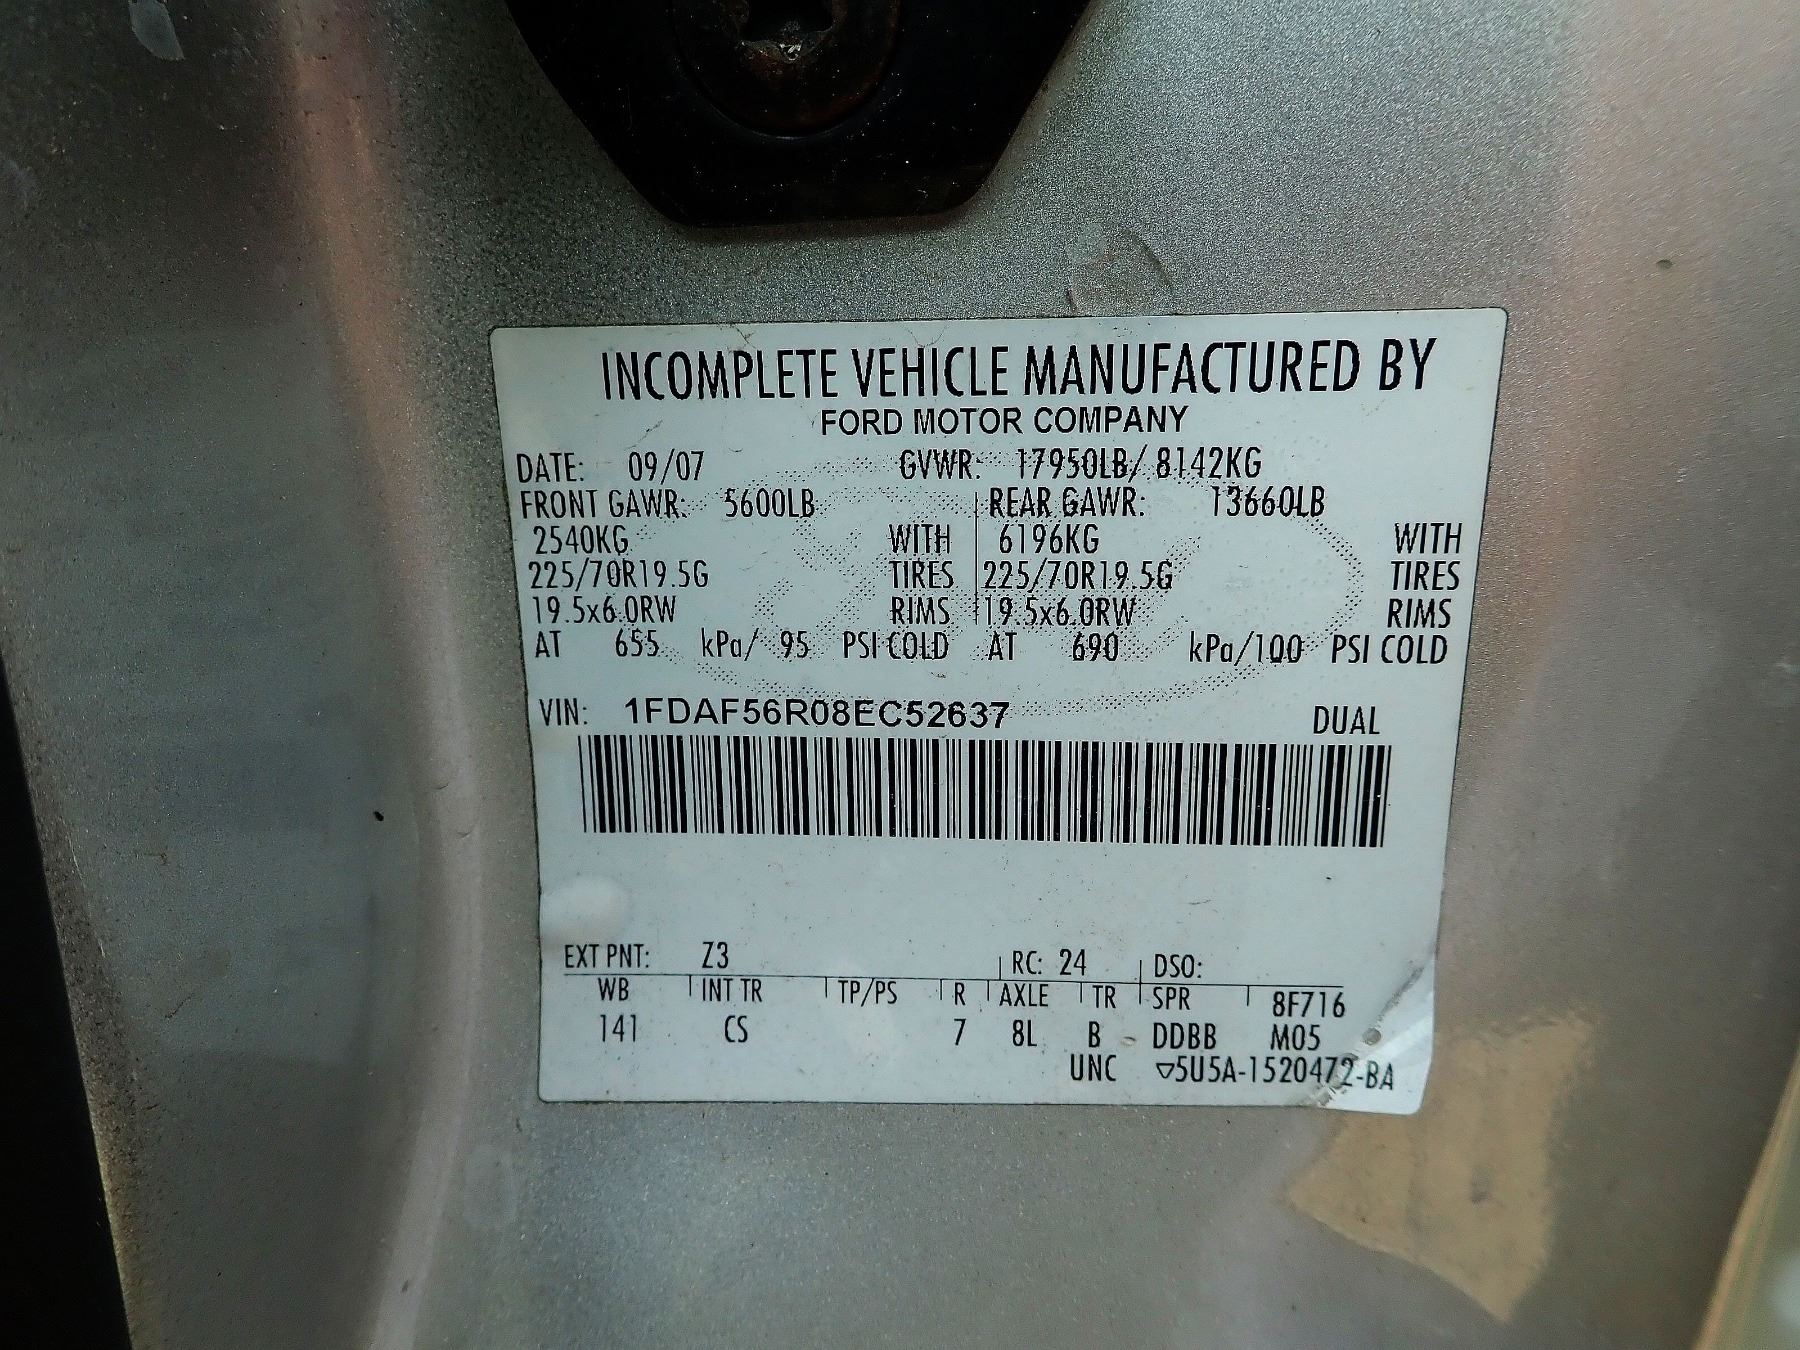 INCOMPLETE VEHICLE MANUFACTURED BY
FORD MOTOR COMPANY
DATE: 09/07 GVWR: 17950LB/ 8142KG
FRONT GAWR: 5600LB REAR GAWR: 13660LB
2540KG WITH 6196KG WITH
225/70R19.5G TIRES 225/70R19.5G TIRES
19.5x6.0RW RIMS 19.5x6.0RW RIMS
AT 655 kPa/ 95 PSI COLD AT 690 kPa/100 PSI COLD
VIN: 1FDAF56R08EC52637 DUAL
EXT PNT: Z3 RC: 24 DSO:
WB INT TR TP/PS R AXLE TR SPR 8F716
141 CS 7 8L B DDBB M05
UNC ▽5U5A-1520472-BA